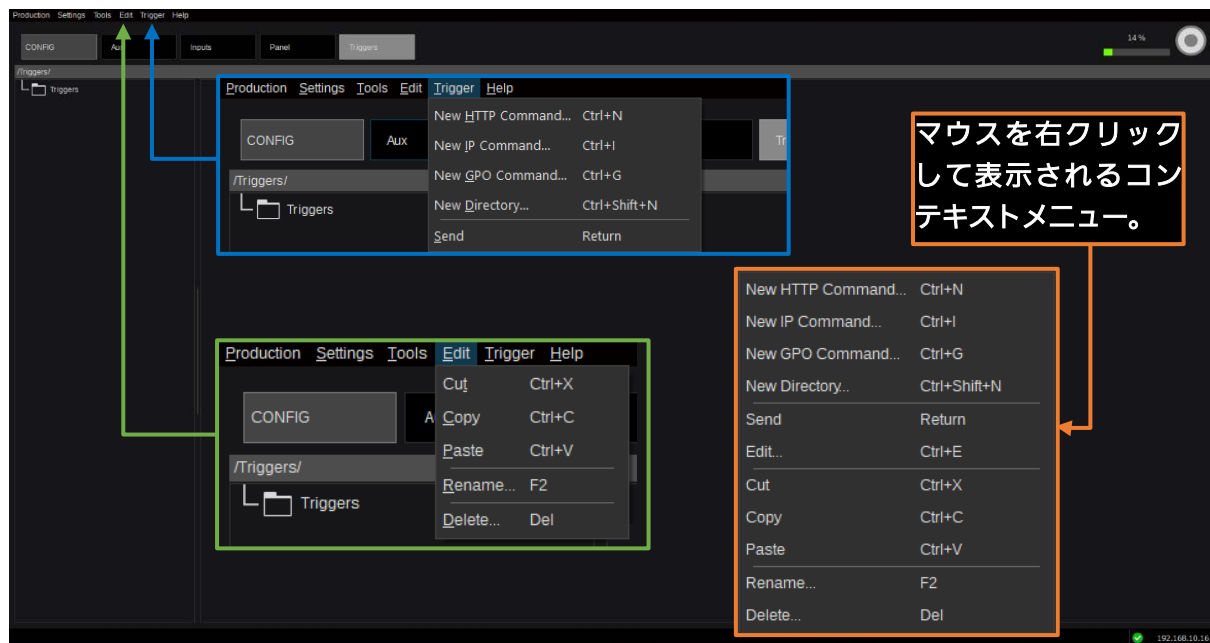 Production Settings Tools Edit Trigger Help
CONFIG Aux Inputs Panel Triggers
14 %
/Triggers/
Triggers
Production Settings Tools Edit Trigger Help
CONFIG Aux
/Triggers/
Triggers
New HTTP Command... Ctrl+N
New IP Command... Ctrl+I
New GPO Command... Ctrl+G
New Directory... Ctrl+Shift+N
Send Return
マウスを右クリック
して表示されるコン
テキストメニュー。
Production Settings Tools Edit Trigger Help
CONFIG
/Triggers/
Triggers
Cut Ctrl+X
Copy Ctrl+C
Paste Ctrl+V
Rename... F2
Delete... Del
New HTTP Command... Ctrl+N
New IP Command... Ctrl+I
New GPO Command... Ctrl+G
New Directory... Ctrl+Shift+N
Send Return
Edit... Ctrl+E
Cut Ctrl+X
Copy Ctrl+C
Paste Ctrl+V
Rename... F2
Delete... Del
192.168.10.16